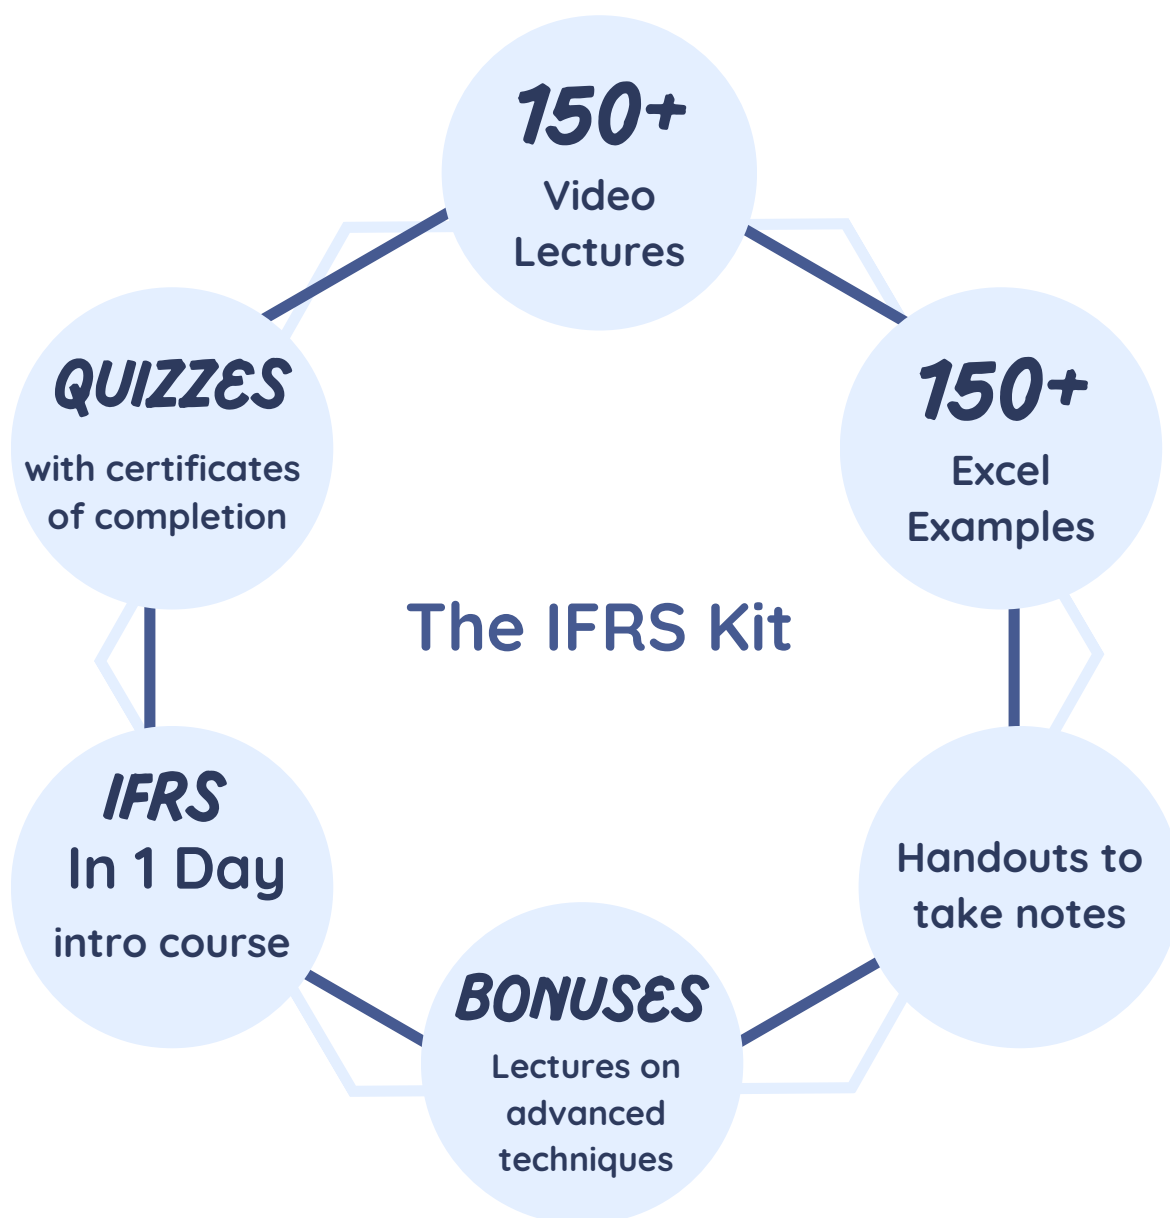 150+
Video
Lectures
150+
Excel
Examples
QUIZZES
with certificates
of completion
The IFRS Kit
IFRS
In 1 Day
intro course
Handouts to
take notes
BONUSES
Lectures on
advanced
techniques